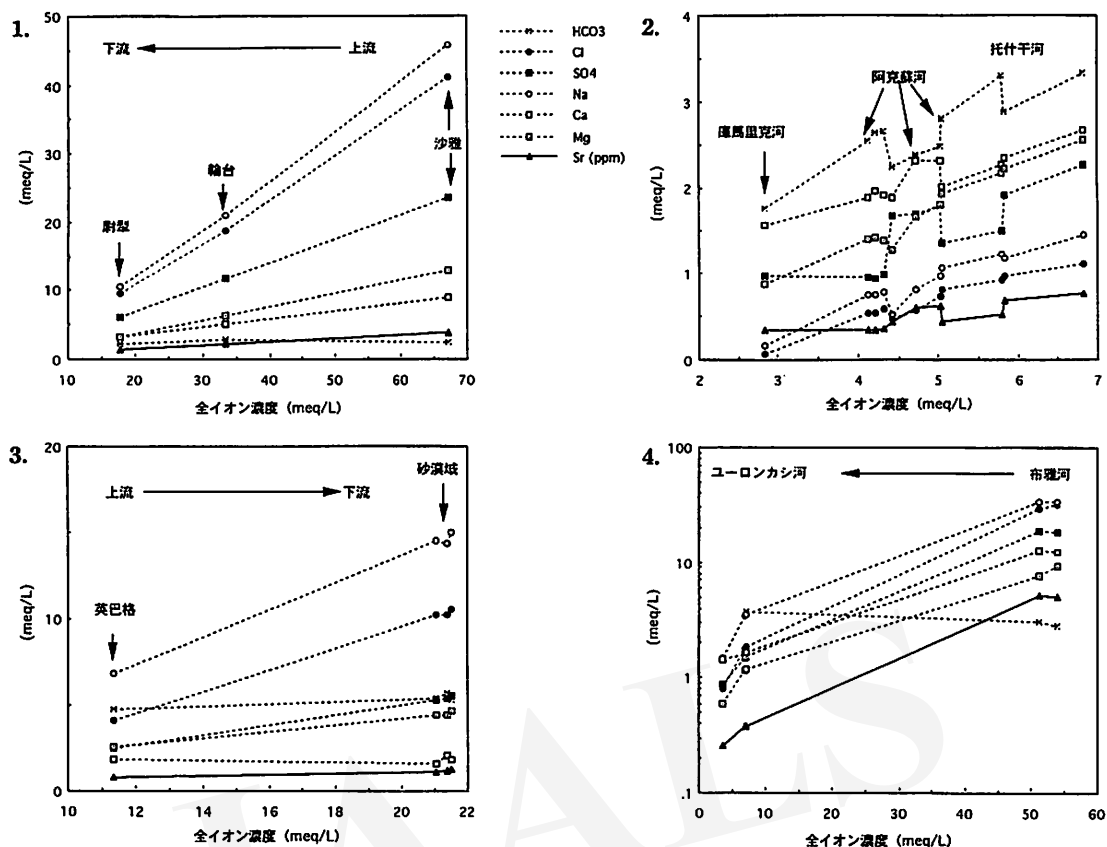 1.
50
40
30
20
10
0
(meq/L)
下流
上流
尉犁
輪台
沙雅
10 20 30 40 50 60 70
全イオン濃度 (meq/L)
HCO3
Cl
SO4
Na
Ca
Mg
Sr (ppm)
2.
4
3
2
1
0
(meq/L)
托什干河
阿克蘇河
庫馬里克河
2 3 4 5 6 7
全イオン濃度 (meq/L)
3.
20
10
0
(meq/L)
上流
下流
砂漠域
英巴格
10 12 14 16 18 20 22
全イオン濃度 (meq/L)
4.
100
10
1
.1
(meq/L)
ユーロンカシ河
布雅河
0 10 20 30 40 50 60
全イオン濃度 (meq/L)